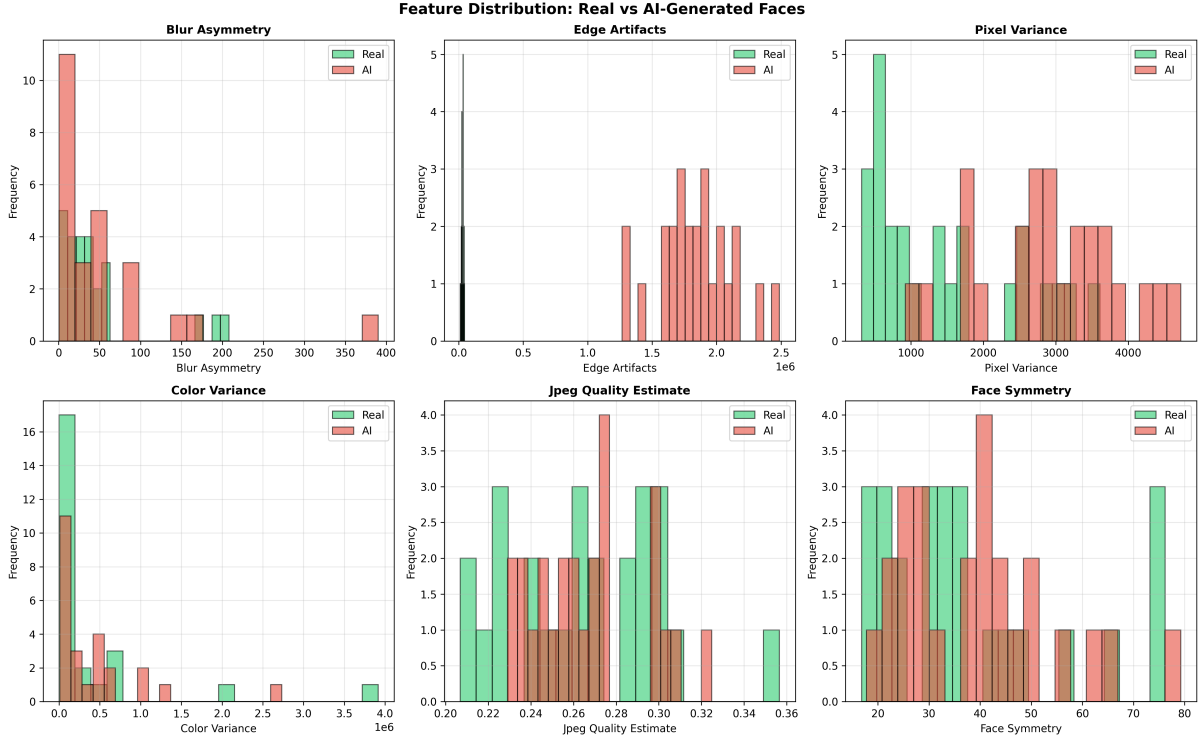 Feature Distribution: Real vs AI-Generated Faces
Blur Asymmetry
Real
AI
Frequency
10
8
6
4
2
0
0 50 100 150 200 250 300 350 400
Blur Asymmetry
Edge Artifacts
Real
AI
Frequency
5
4
3
2
1
0
0.0 0.5 1.0 1.5 2.0 2.5
1e6
Edge Artifacts
Pixel Variance
Real
AI
Frequency
5
4
3
2
1
0
1000 2000 3000 4000
Pixel Variance
Color Variance
Real
AI
Frequency
16
14
12
10
8
6
4
2
0
0.0 0.5 1.0 1.5 2.0 2.5 3.0 3.5 4.0
1e6
Color Variance
Jpeg Quality Estimate
Real
AI
Frequency
4.0
3.5
3.0
2.5
2.0
1.5
1.0
0.5
0.0
0.20 0.22 0.24 0.26 0.28 0.30 0.32 0.34 0.36
Jpeg Quality Estimate
Face Symmetry
Real
AI
Frequency
4.0
3.5
3.0
2.5
2.0
1.5
1.0
0.5
0.0
20 30 40 50 60 70 80
Face Symmetry